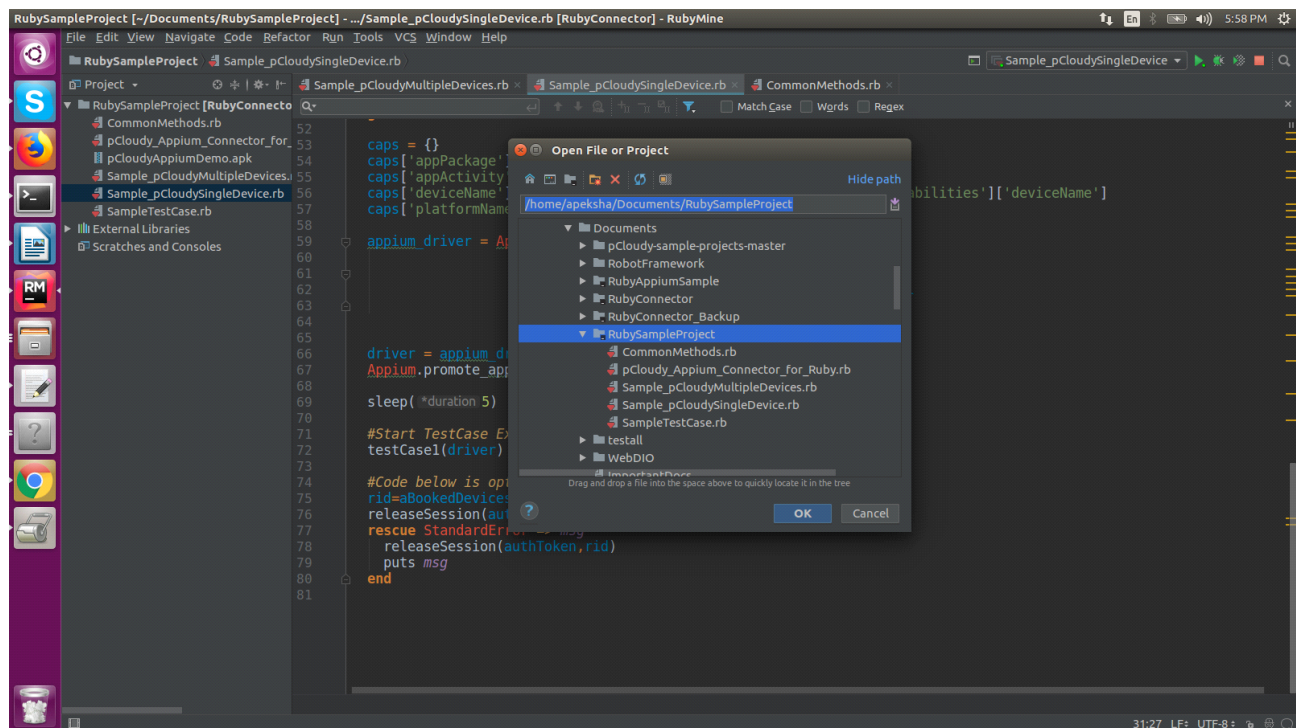 RubySampleProject [~/Documents/RubySampleProject] - .../Sample_pCloudySingleDevice.rb [RubyConnector] - RubyMine
En
5:58 PM
File Edit View Navigate Code Refactor Run Tools VCS Window Help
RubySampleProject
Sample_pCloudySingleDevice.rb
Sample_pCloudySingleDevice
Project
Sample_pCloudyMultipleDevices.rb
Sample_pCloudySingleDevice.rb
CommonMethods.rb
Match Case
Words
Regex
RubySampleProject [RubyConnecto
CommonMethods.rb
pCloudy_Appium_Connector_for_
pCloudyAppiumDemo.apk
Sample_pCloudyMultipleDevices.
Sample_pCloudySingleDevice.rb
SampleTestCase.rb
External Libraries
Scratches and Consoles
52
53 caps = {}
54 caps['appPackage'
55 caps['appActivity
56 caps['deviceName' abilities']['deviceName']
57 caps['platformName
58
59 appium_driver = Ap
60
61
62
63
64
65
66 driver = appium_dr
67 Appium.promote_app
68
69 sleep( *duration 5)
70
71 #Start TestCase Ex
72 testCase1(driver)
73
74 #Code below is opt
75 rid=aBookedDevices
76 releaseSession(aut
77 rescue StandardError => msg
78 releaseSession(authToken,rid)
79 puts msg
80 end
81
Open File or Project
Hide path
/home/apeksha/Documents/RubySampleProject
Documents
pCloudy-sample-projects-master
RobotFramework
RubyAppiumSample
RubyConnector
RubyConnector_Backup
RubySampleProject
CommonMethods.rb
pCloudy_Appium_Connector_for_Ruby.rb
Sample_pCloudyMultipleDevices.rb
Sample_pCloudySingleDevice.rb
SampleTestCase.rb
testall
WebDIO
ImportantDocs
Drag and drop a file into the space above to quickly locate it in the tree
?
OK
Cancel
S
>_
RM
?
31:27 LF÷ UTF-8÷